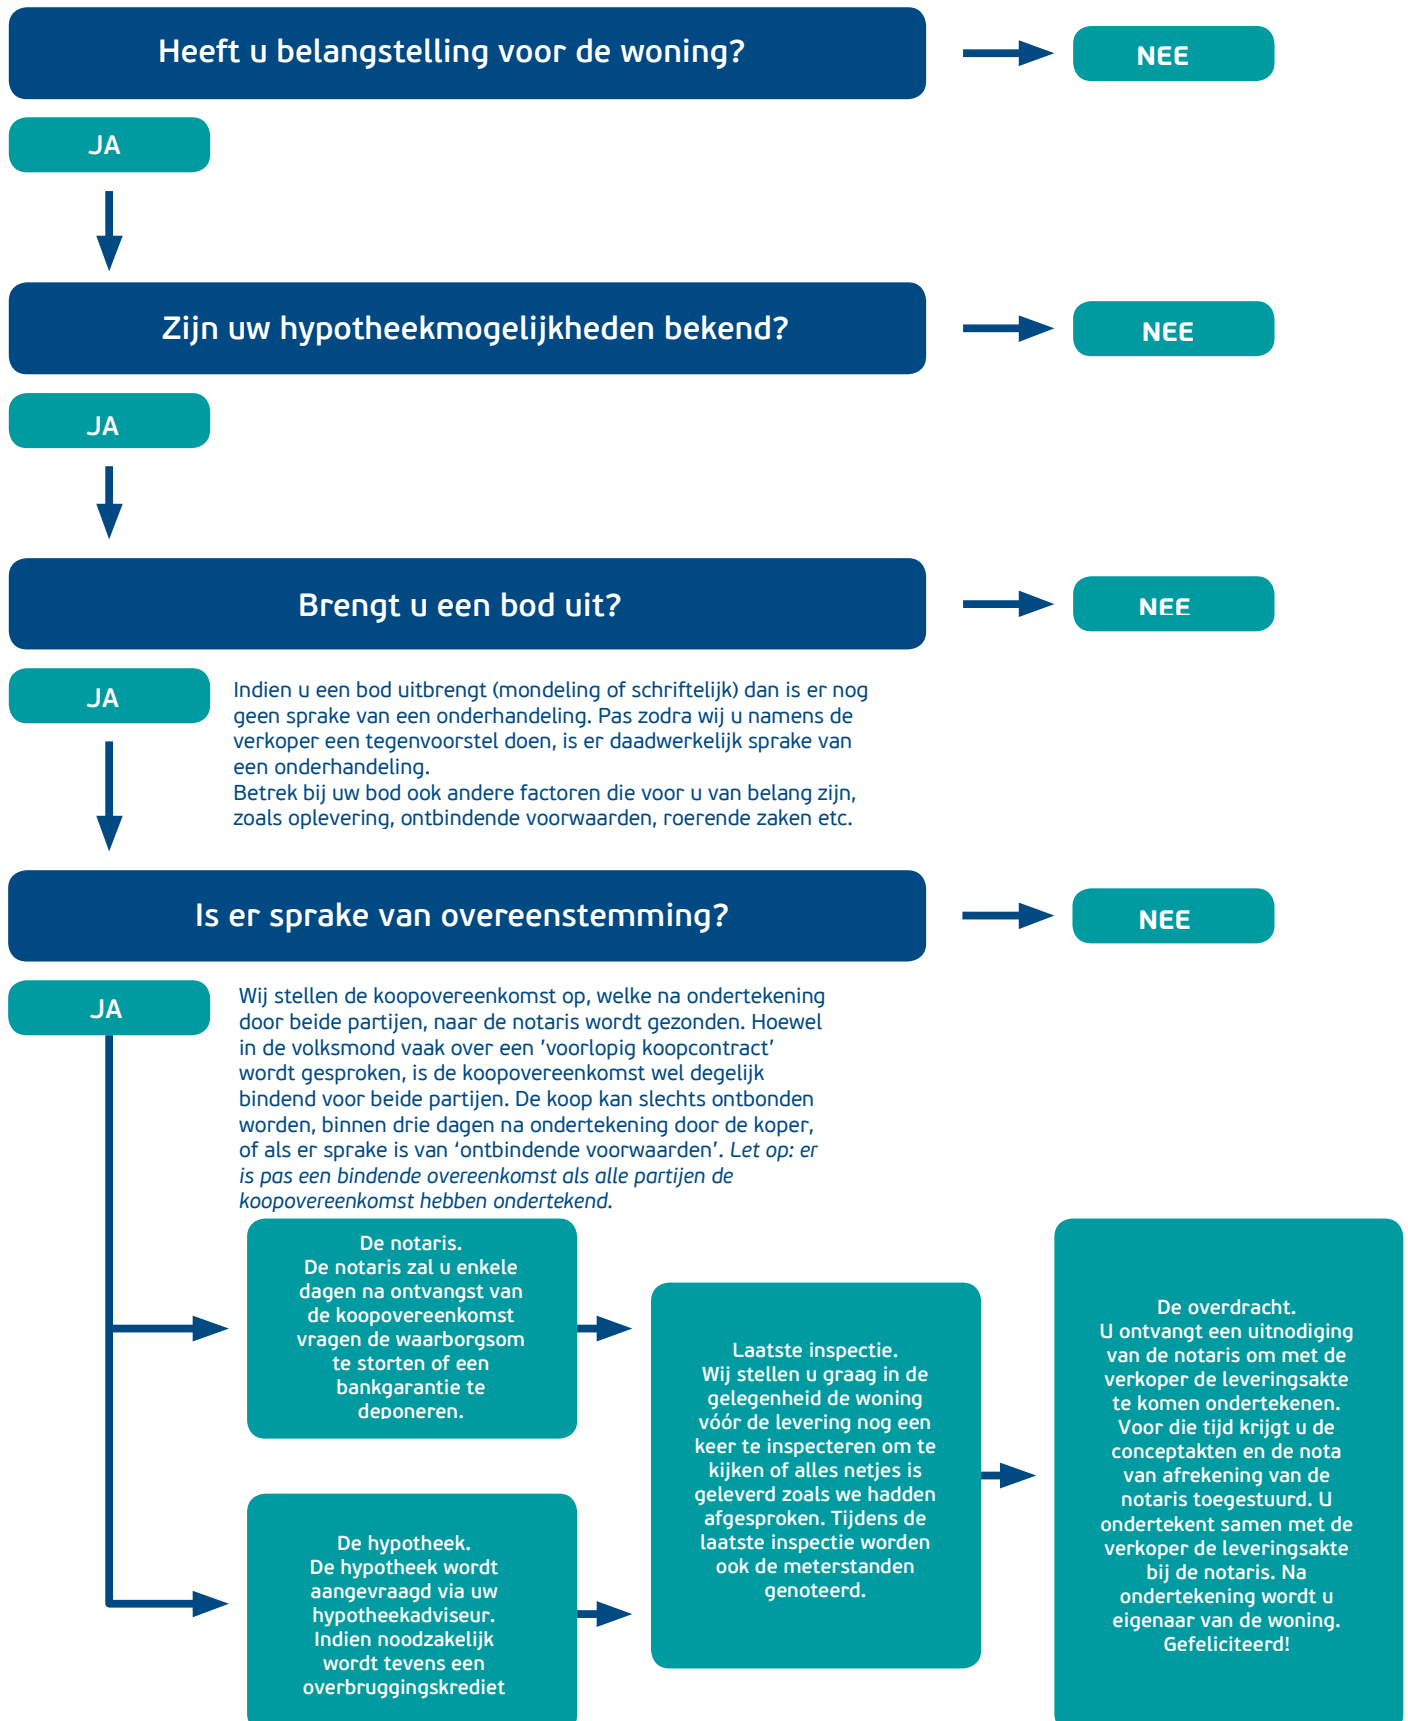 Heeft u belangstelling voor de woning?
NEE
JA
Zijn uw hypotheekmogelijkheden bekend?
NEE
JA
Brengt u een bod uit?
NEE
JA
Indien u een bod uitbrengt (mondeling of schriftelijk) dan is er nog
geen sprake van een onderhandeling. Pas zodra wij u namens de
verkoper een tegenvoorstel doen, is er daadwerkelijk sprake van
een onderhandeling.
Betrek bij uw bod ook andere factoren die voor u van belang zijn,
zoals oplevering, ontbindende voorwaarden, roerende zaken etc.
Is er sprake van overeenstemming?
NEE
JA
Wij stellen de koopovereenkomst op, welke na ondertekening
door beide partijen, naar de notaris wordt gezonden. Hoewel
in de volksmond vaak over een ’voorlopig koopcontract’
wordt gesproken, is de koopovereenkomst wel degelijk
bindend voor beide partijen. De koop kan slechts ontbonden
worden, binnen drie dagen na ondertekening door de koper,
of als er sprake is van ‘ontbindende voorwaarden’. Let op: er
is pas een bindende overeenkomst als alle partijen de
koopovereenkomst hebben ondertekend.
De notaris.
De notaris zal u enkele
dagen na ontvangst van
de koopovereenkomst
vragen de waarborgsom
te storten of een
bankgarantie te
deponeren.
De hypotheek.
De hypotheek wordt
aangevraagd via uw
hypotheekadviseur.
Indien noodzakelijk
wordt tevens een
overbruggingskrediet
Laatste inspectie.
Wij stellen u graag in de
gelegenheid de woning
vóór de levering nog een
keer te inspecteren om te
kijken of alles netjes is
geleverd zoals we hadden
afgesproken. Tijdens de
laatste inspectie worden
ook de meterstanden
genoteerd.
De overdracht.
U ontvangt een uitnodiging
van de notaris om met de
verkoper de leveringsakte
te komen ondertekenen.
Voor die tijd krijgt u de
conceptakten en de nota
van afrekening van de
notaris toegestuurd. U
ondertekent samen met de
verkoper de leveringsakte
bij de notaris. Na
ondertekening wordt u
eigenaar van de woning.
Gefeliciteerd!